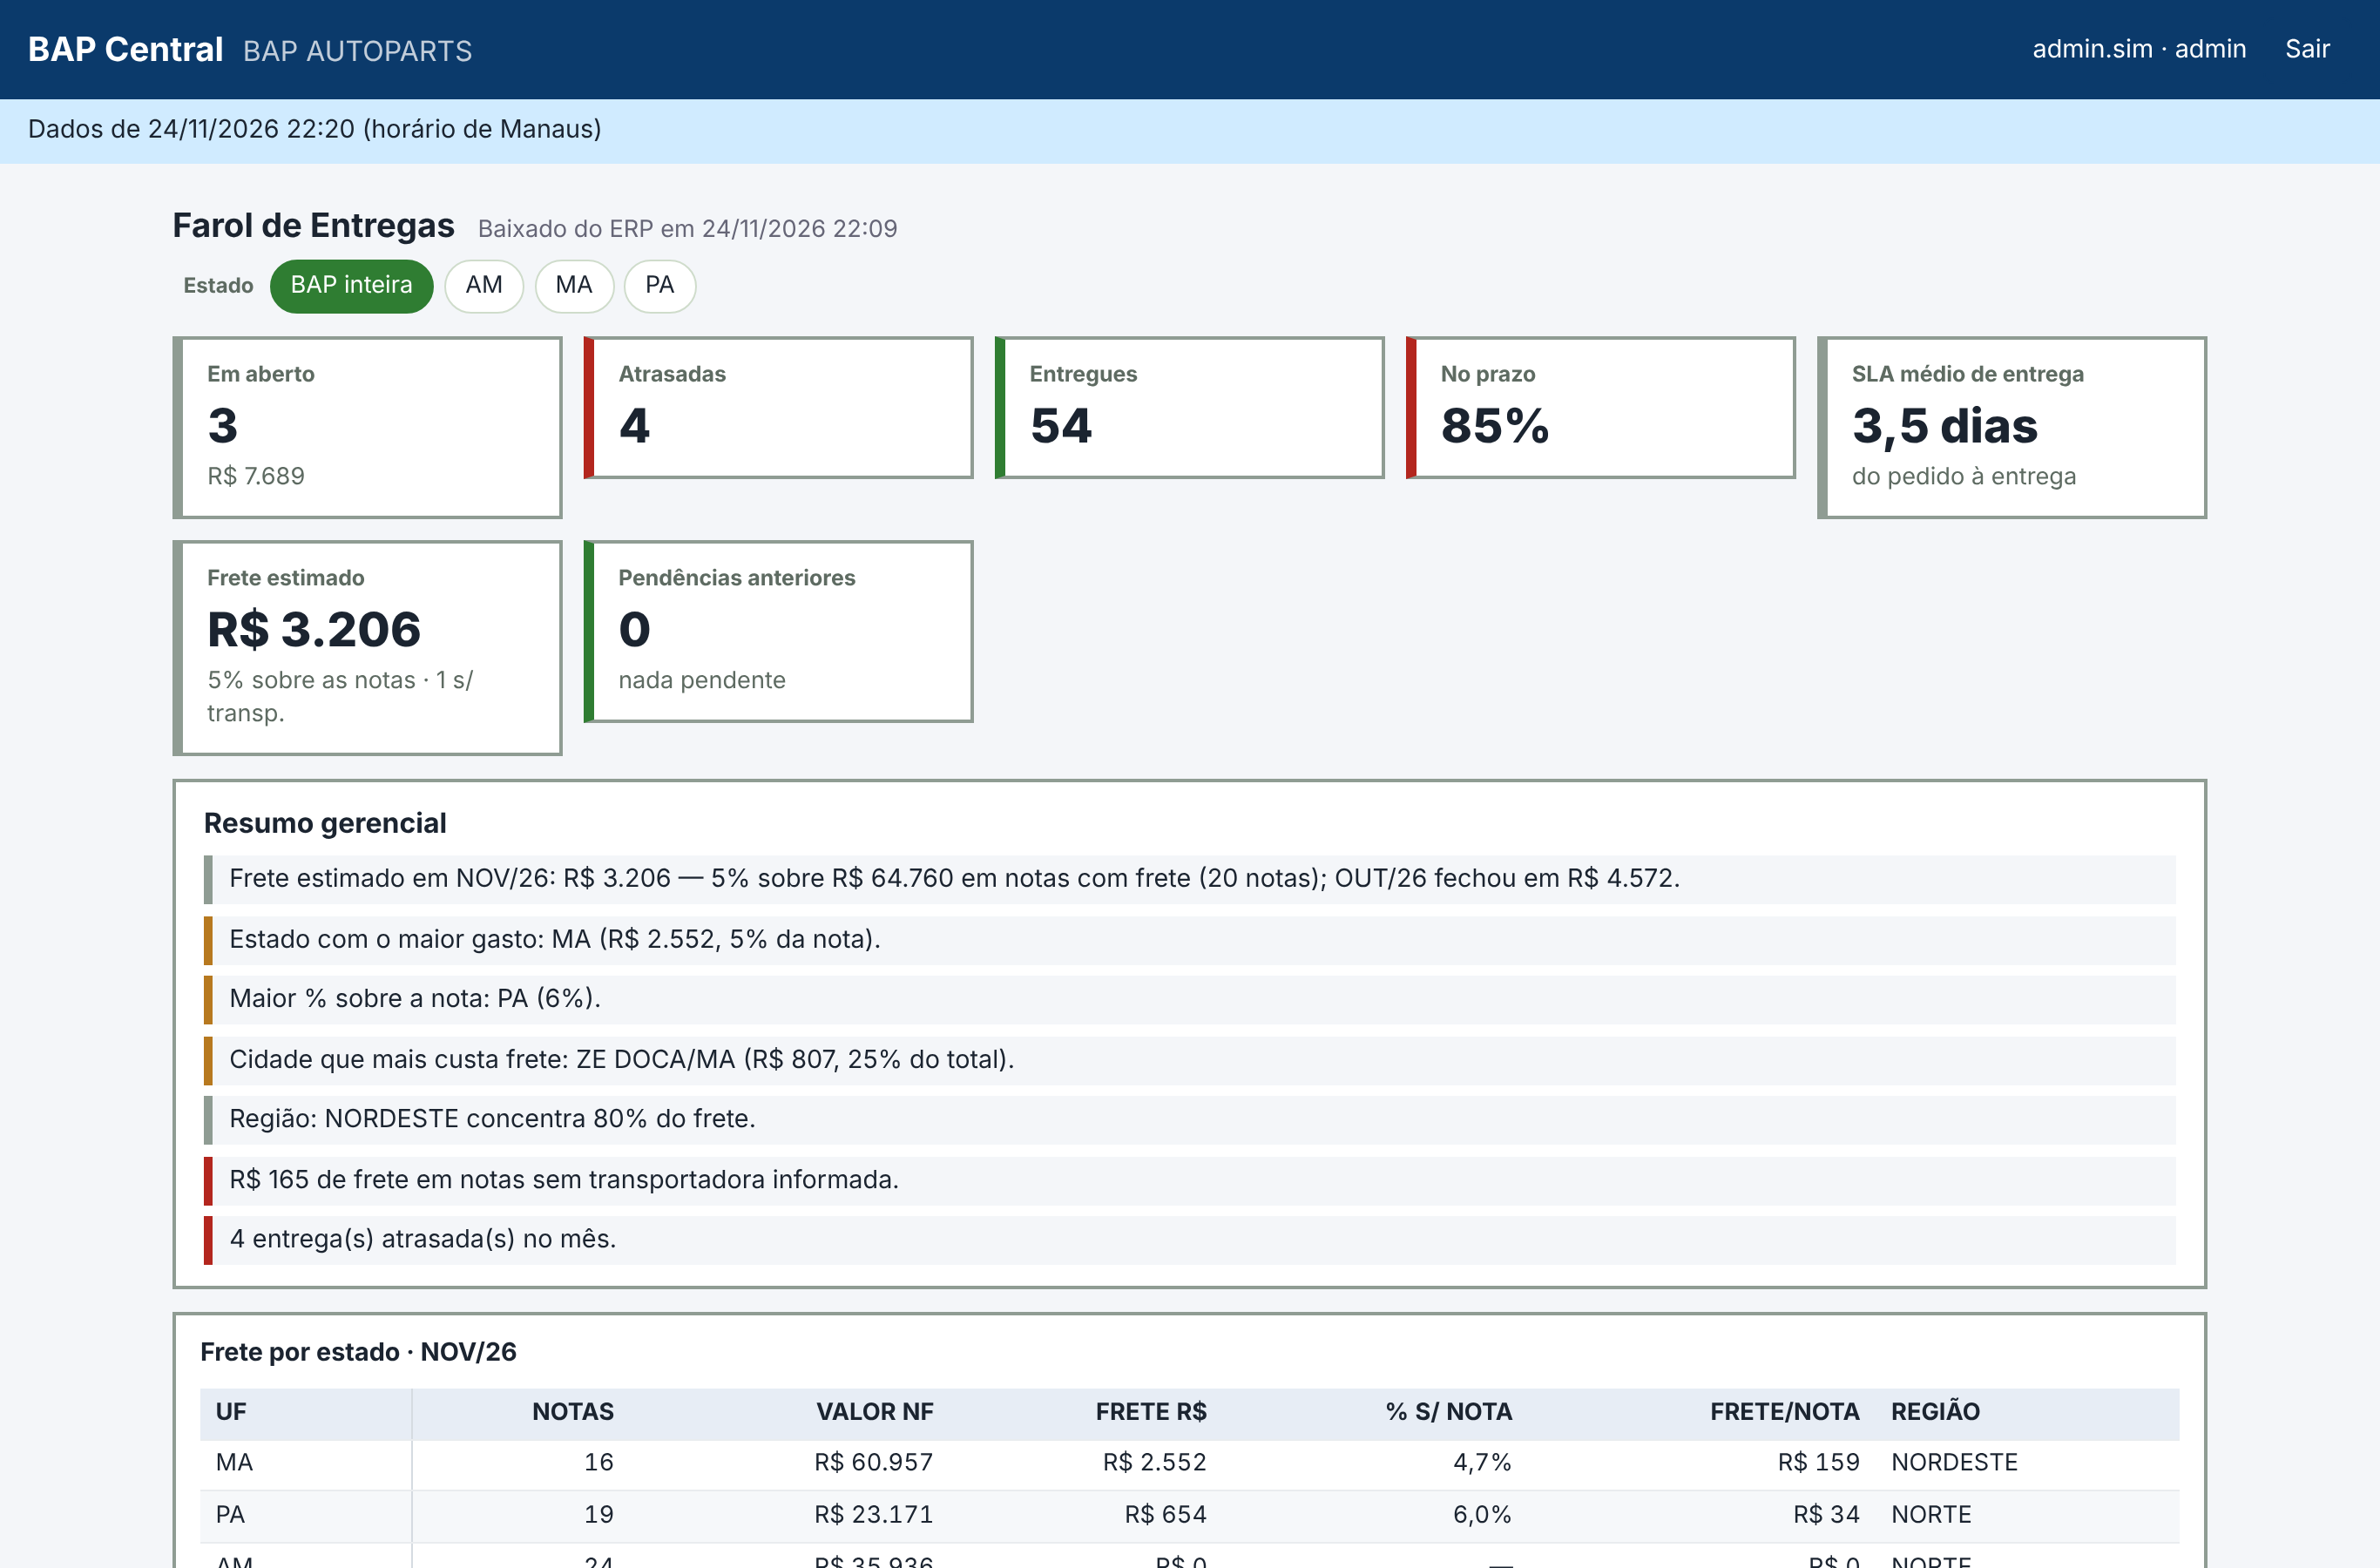 BAP Central BAP AUTOPARTS admin.sim · admin Sair
Dados de 24/11/2026 22:20 (horário de Manaus)
Farol de Entregas Baixado do ERP em 24/11/2026 22:09
Estado BAP inteira AM MA PA
Em aberto
3
R$ 7.689
Atrasadas
4
Entregues
54
No prazo
85%
SLA médio de entrega
3,5 dias
do pedido à entrega
Frete estimado
R$ 3.206
5% sobre as notas · 1 s/
transp.
Pendências anteriores
0
nada pendente
Resumo gerencial
Frete estimado em NOV/26: R$ 3.206 — 5% sobre R$ 64.760 em notas com frete (20 notas); OUT/26 fechou em R$ 4.572.
Estado com o maior gasto: MA (R$ 2.552, 5% da nota).
Maior % sobre a nota: PA (6%).
Cidade que mais custa frete: ZE DOCA/MA (R$ 807, 25% do total).
Região: NORDESTE concentra 80% do frete.
R$ 165 de frete em notas sem transportadora informada.
4 entrega(s) atrasada(s) no mês.
Frete por estado · NOV/26
UF NOTAS VALOR NF FRETE R$ % S/ NOTA FRETE/NOTA REGIÃO
MA 16 R$ 60.957 R$ 2.552 4,7% R$ 159 NORDESTE
PA 19 R$ 23.171 R$ 654 6,0% R$ 34 NORTE
AM 24 R$ 35.936 R$ 0 — R$ 0 NORTE